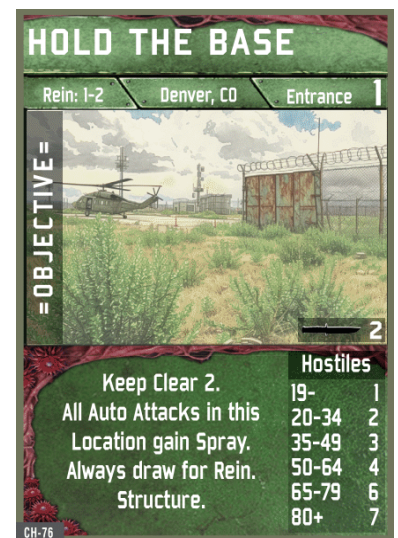 HOLD THE BASE
Rein: 1-2 Denver, CO Entrance 1
=OBJECTIVE=
2
Keep Clear 2.
All Auto Attacks in this
Location gain Spray.
Always draw for Rein.
Structure.
Hostiles
19- 1
20-34 2
35-49 3
50-64 4
65-79 6
80+ 7
CH-76